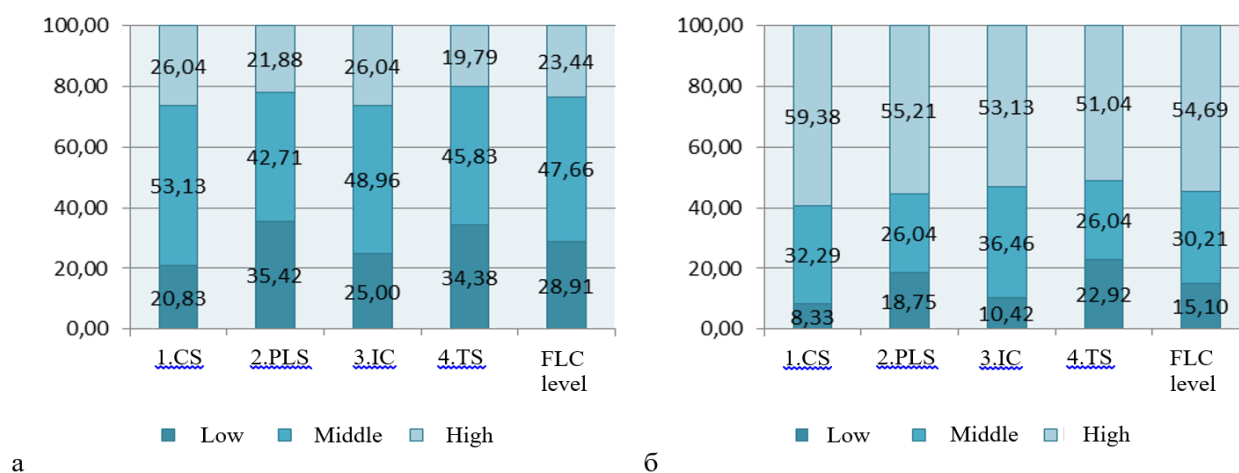 100,00
80,00
60,00
40,00
20,00
0,00
26,04 21,88 26,04 19,79 23,44
53,13 42,71 48,96 45,83 47,66
20,83 35,42 25,00 34,38 28,91
1.CS 2.PLS 3.IC 4.TS FLC level
Low Middle High
а
100,00
80,00
60,00
40,00
20,00
0,00
59,38 55,21 53,13 51,04 54,69
32,29 26,04 36,46 26,04 30,21
8,33 18,75 10,42 22,92 15,10
1.CS 2.PLS 3.IC 4.TS FLC level
Low Middle High
б